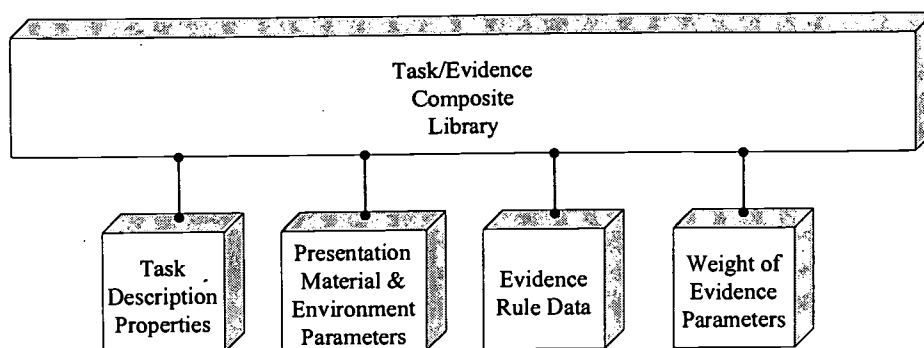 Task/Evidence
Composite
Library
Task
Description
Properties
Presentation
Material &
Environment
Parameters
Evidence
Rule Data
Weight of
Evidence
Parameters